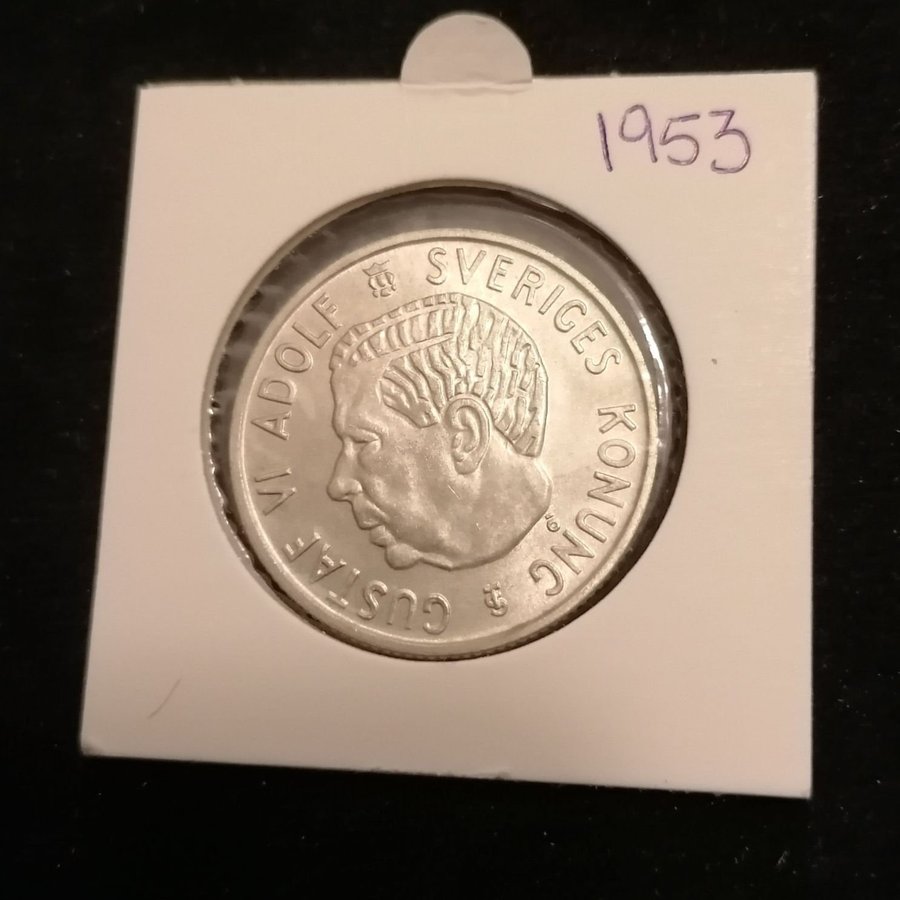 1953
GUSTAF VI ADOLF SVERIGES KONUNG